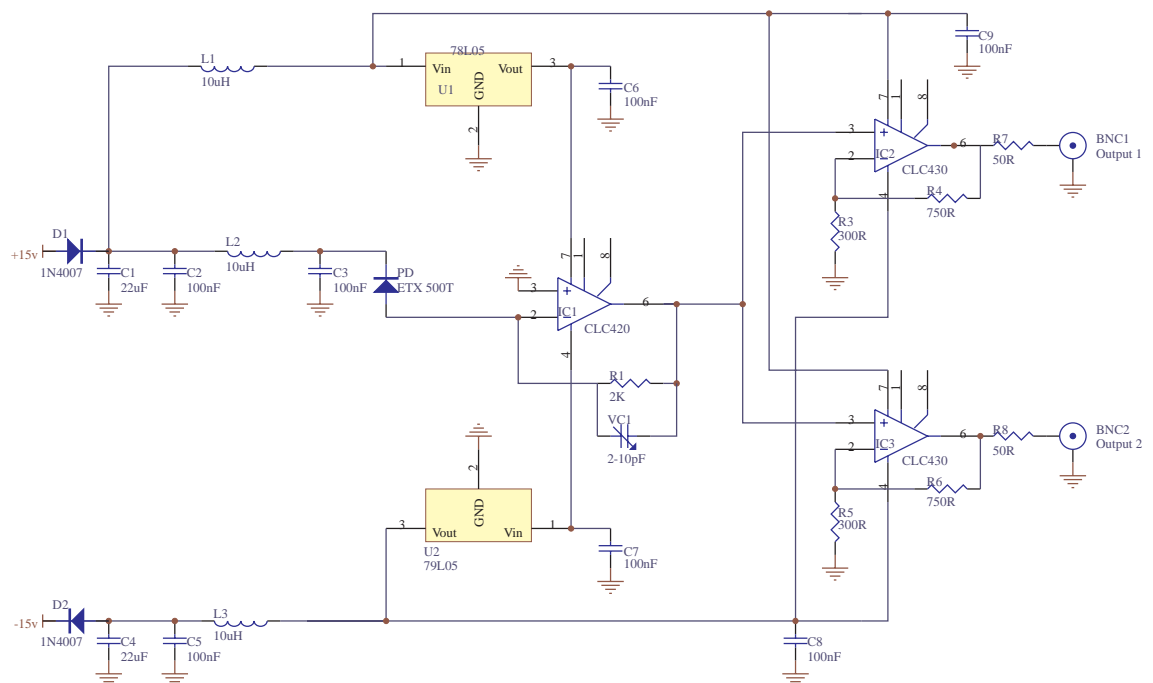 C9
100nF
L1
10uH
78L05
1
Vin
Vout
3
U1
GND
2
C6
100nF
7
1
8
3
+
2
–
IC2
CLC430
4
6
R7
50R
BNC1
Output 1
R4
750R
R3
300R
D1
+15v
1N4007
C1
22uF
C2
100nF
L2
10uH
C3
100nF
PD
ETX 500T
7
1
8
3
+
2
–
IC1
CLC420
4
6
R1
2K
VC1
2-10pF
7
1
8
3
+
2
–
IC3
CLC430
4
6
R8
50R
BNC2
Output 2
R6
750R
R5
300R
2
GND
3
Vout
Vin
1
U2
79L05
C7
100nF
D2
-15v
1N4007
C4
22uF
C5
100nF
L3
10uH
C8
100nF